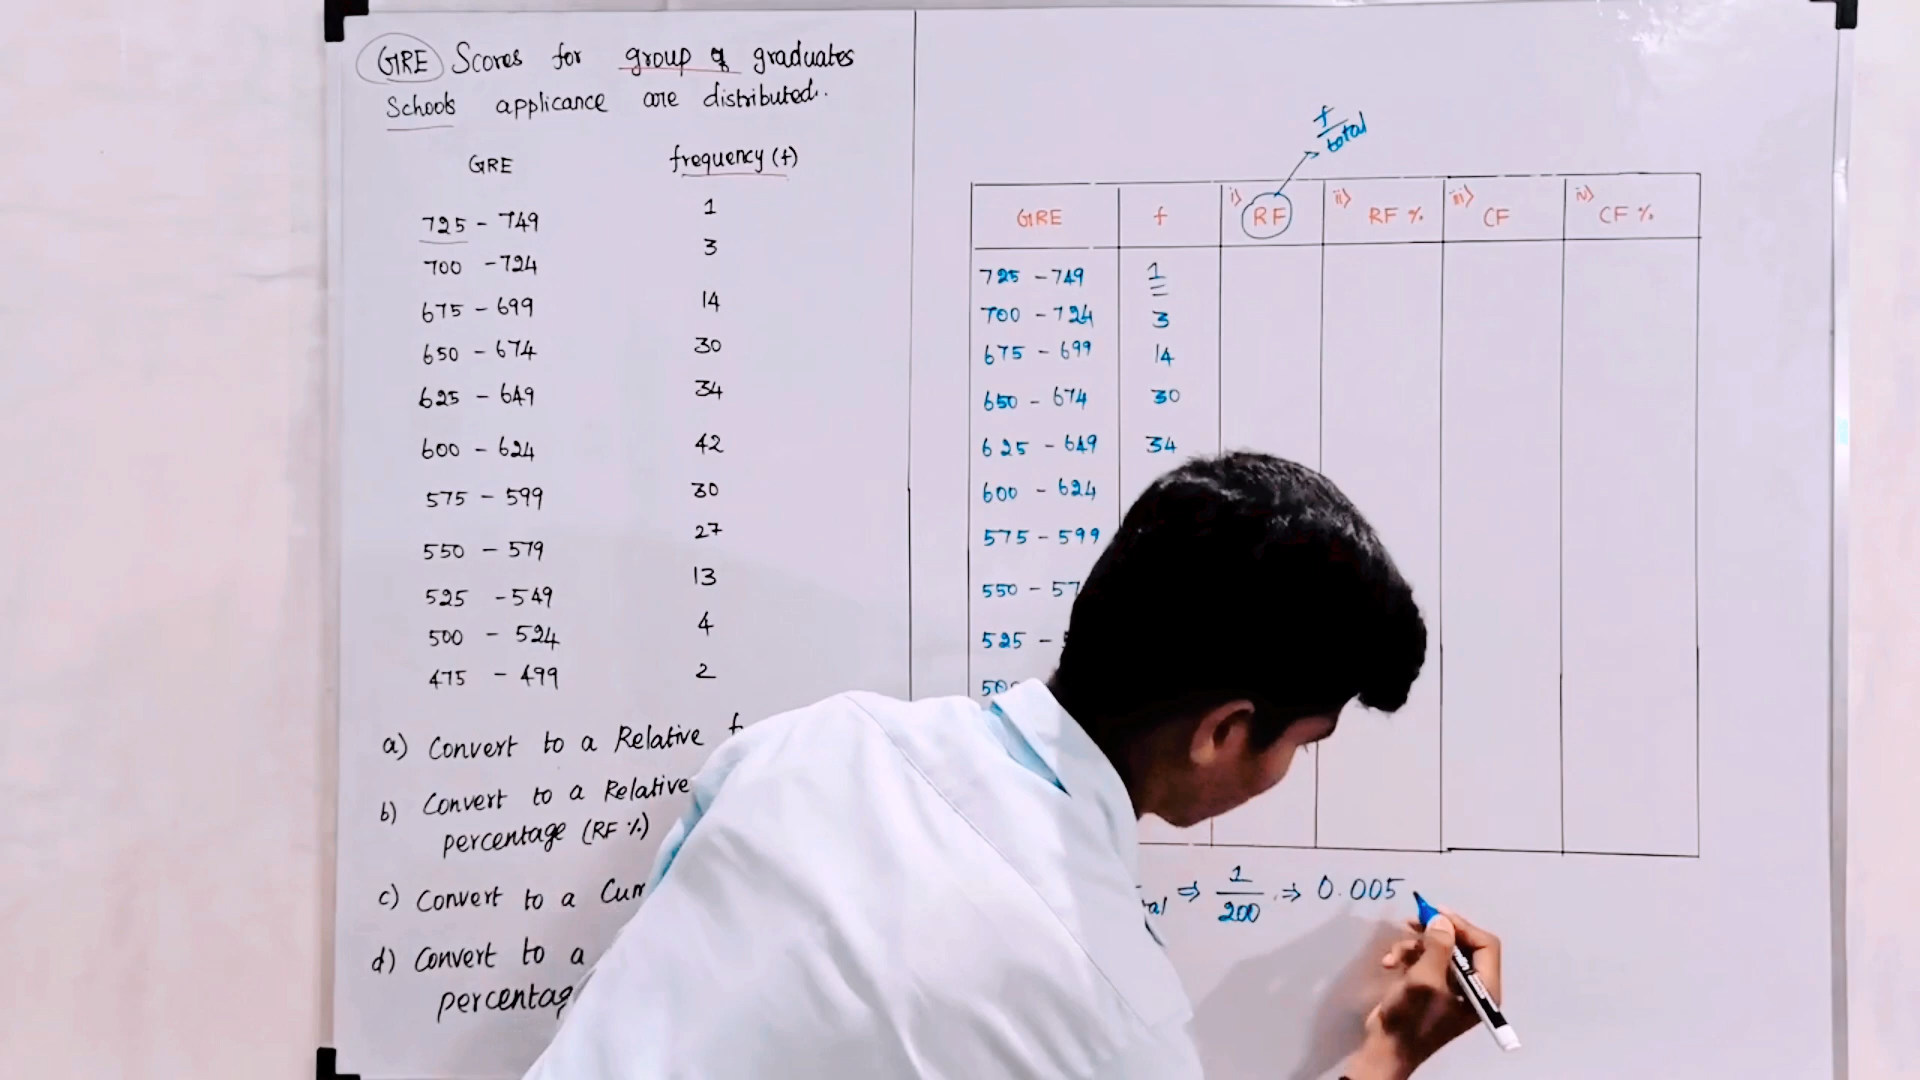 GRE Scores for group of graduates
Schools applicance are distributed.
GRE frequency (f)
725 - 749 1
700 - 724 3
675 - 699 14
650 - 674 30
625 - 649 34
600 - 624 42
575 - 599 30
550 - 579 27
525 - 549 13
500 - 524 4
475 - 499 2
a) Convert to a Relative f
b) Convert to a Relative
percentage (RF %)
c) Convert to a Cum
d) Convert to a
percentag
f
total
GRE f i) RF ii) RF % iii) CF iv) CF %
725 - 749 1
700 - 724 3
675 - 699 14
650 - 674 30
625 - 649 34
600 - 624
575 - 599
550 - 57
525 -
500
tal ⇒ 1/200 ⇒ 0.005